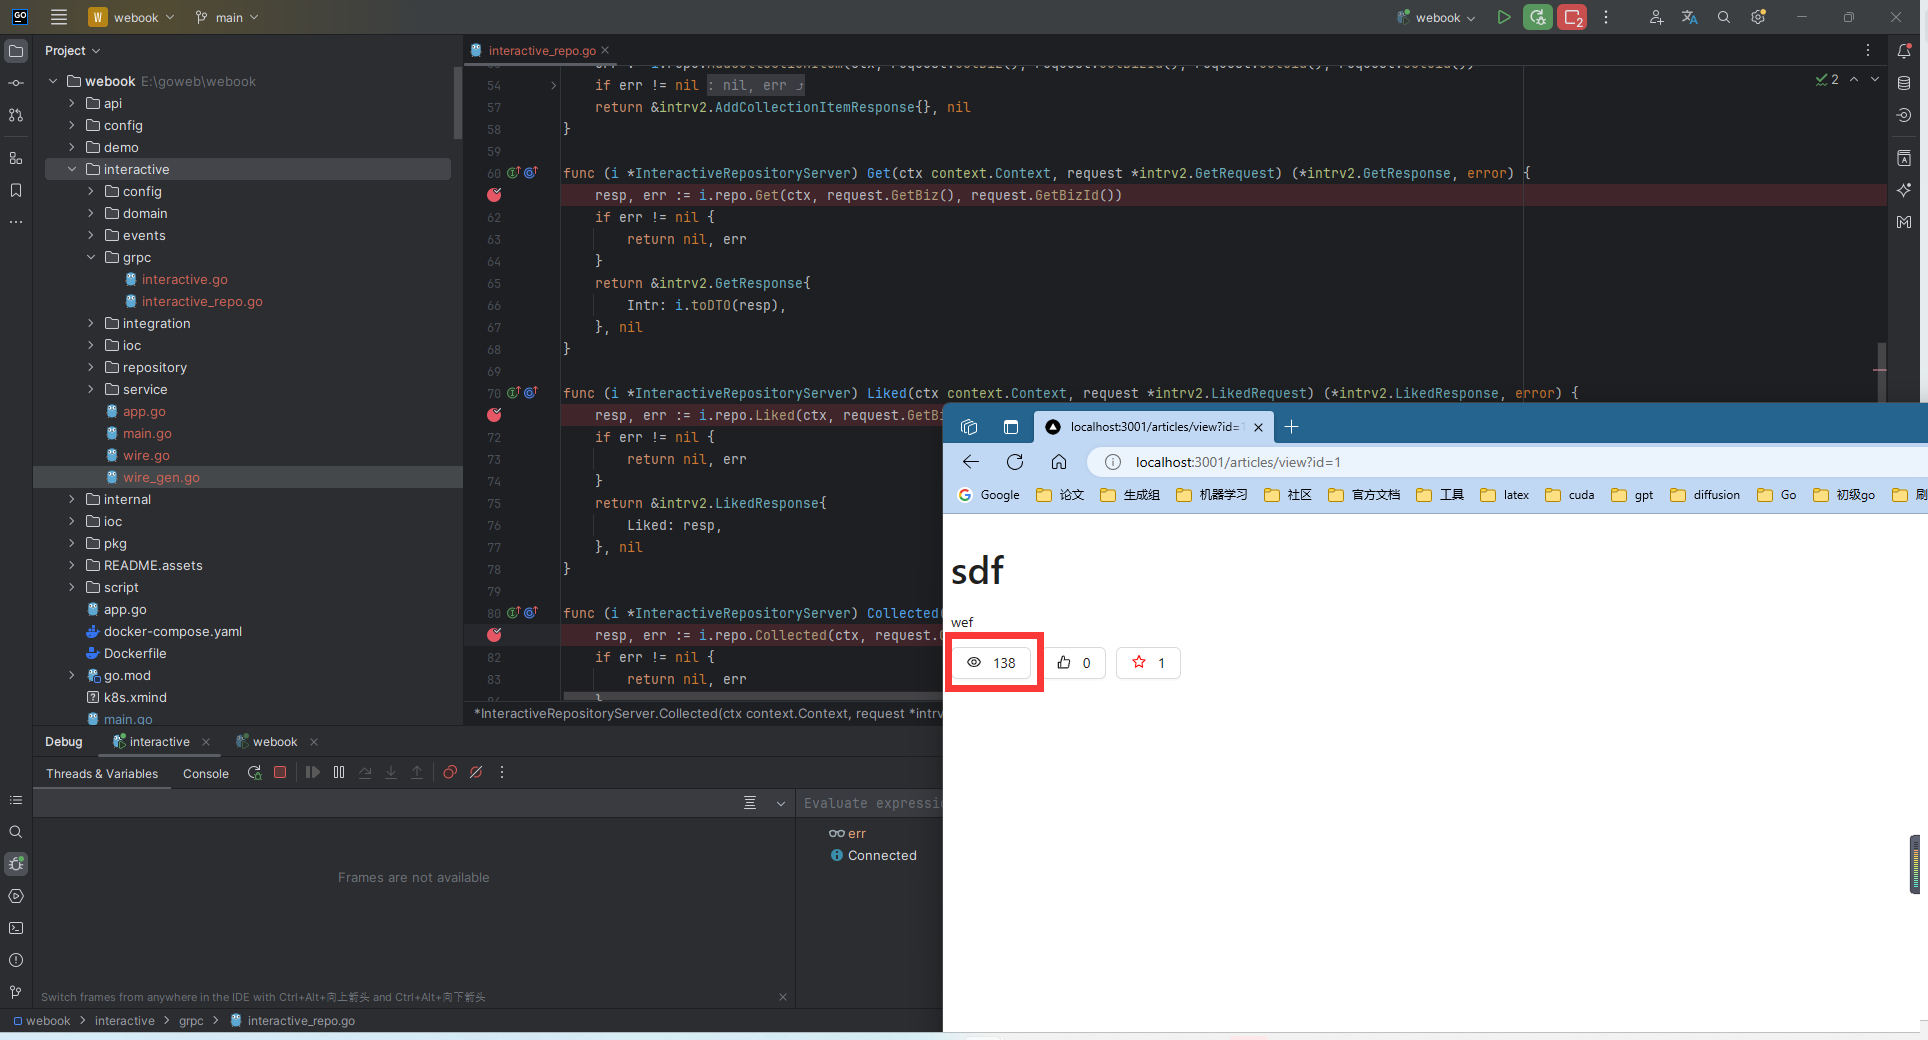 GO
W
webook
main
webook
2
Project
webook E:\goweb\webook
api
config
demo
interactive
config
domain
events
grpc
interactive.go
interactive_repo.go
integration
ioc
repository
service
app.go
main.go
wire.go
wire_gen.go
internal
ioc
pkg
README.assets
script
app.go
docker-compose.yaml
Dockerfile
go.mod
k8s.xmind
main.go
interactive_repo.go
2
54 if err != nil : nil, err
57 return &intrv2.AddCollectionItemResponse{}, nil
58 }
59
60 func (i *InteractiveRepositoryServer) Get(ctx context.Context, request *intrv2.GetRequest) (*intrv2.GetResponse, error) {
resp, err := i.repo.Get(ctx, request.GetBiz(), request.GetBizId())
62 if err != nil {
63 return nil, err
64 }
65 return &intrv2.GetResponse{
66 Intr: i.toDTO(resp),
67 }, nil
68 }
69
70 func (i *InteractiveRepositoryServer) Liked(ctx context.Context, request *intrv2.LikedRequest) (*intrv2.LikedResponse, error) {
resp, err := i.repo.Liked(ctx, request.GetBi
72 if err != nil {
73 return nil, err
74 }
75 return &intrv2.LikedResponse{
76 Liked: resp,
77 }, nil
78 }
79
80 func (i *InteractiveRepositoryServer) Collected(
resp, err := i.repo.Collected(ctx, request.
82 if err != nil {
83 return nil, err
}
*InteractiveRepositoryServer.Collected(ctx context.Context, request *intrv
localhost:3001/articles/view?id=1
localhost:3001/articles/view?id=1
Google 论文 生成组 机器学习 社区 官方文档 工具 latex cuda gpt diffusion Go 初级go 刷
sdf
wef
138 0 1
Debug interactive webook
Threads & Variables Console
Evaluate expressio
err
Connected
Frames are not available
Switch frames from anywhere in the IDE with Ctrl+Alt+向上箭头 and Ctrl+Alt+向下箭头
webook > interactive > grpc > interactive_repo.go